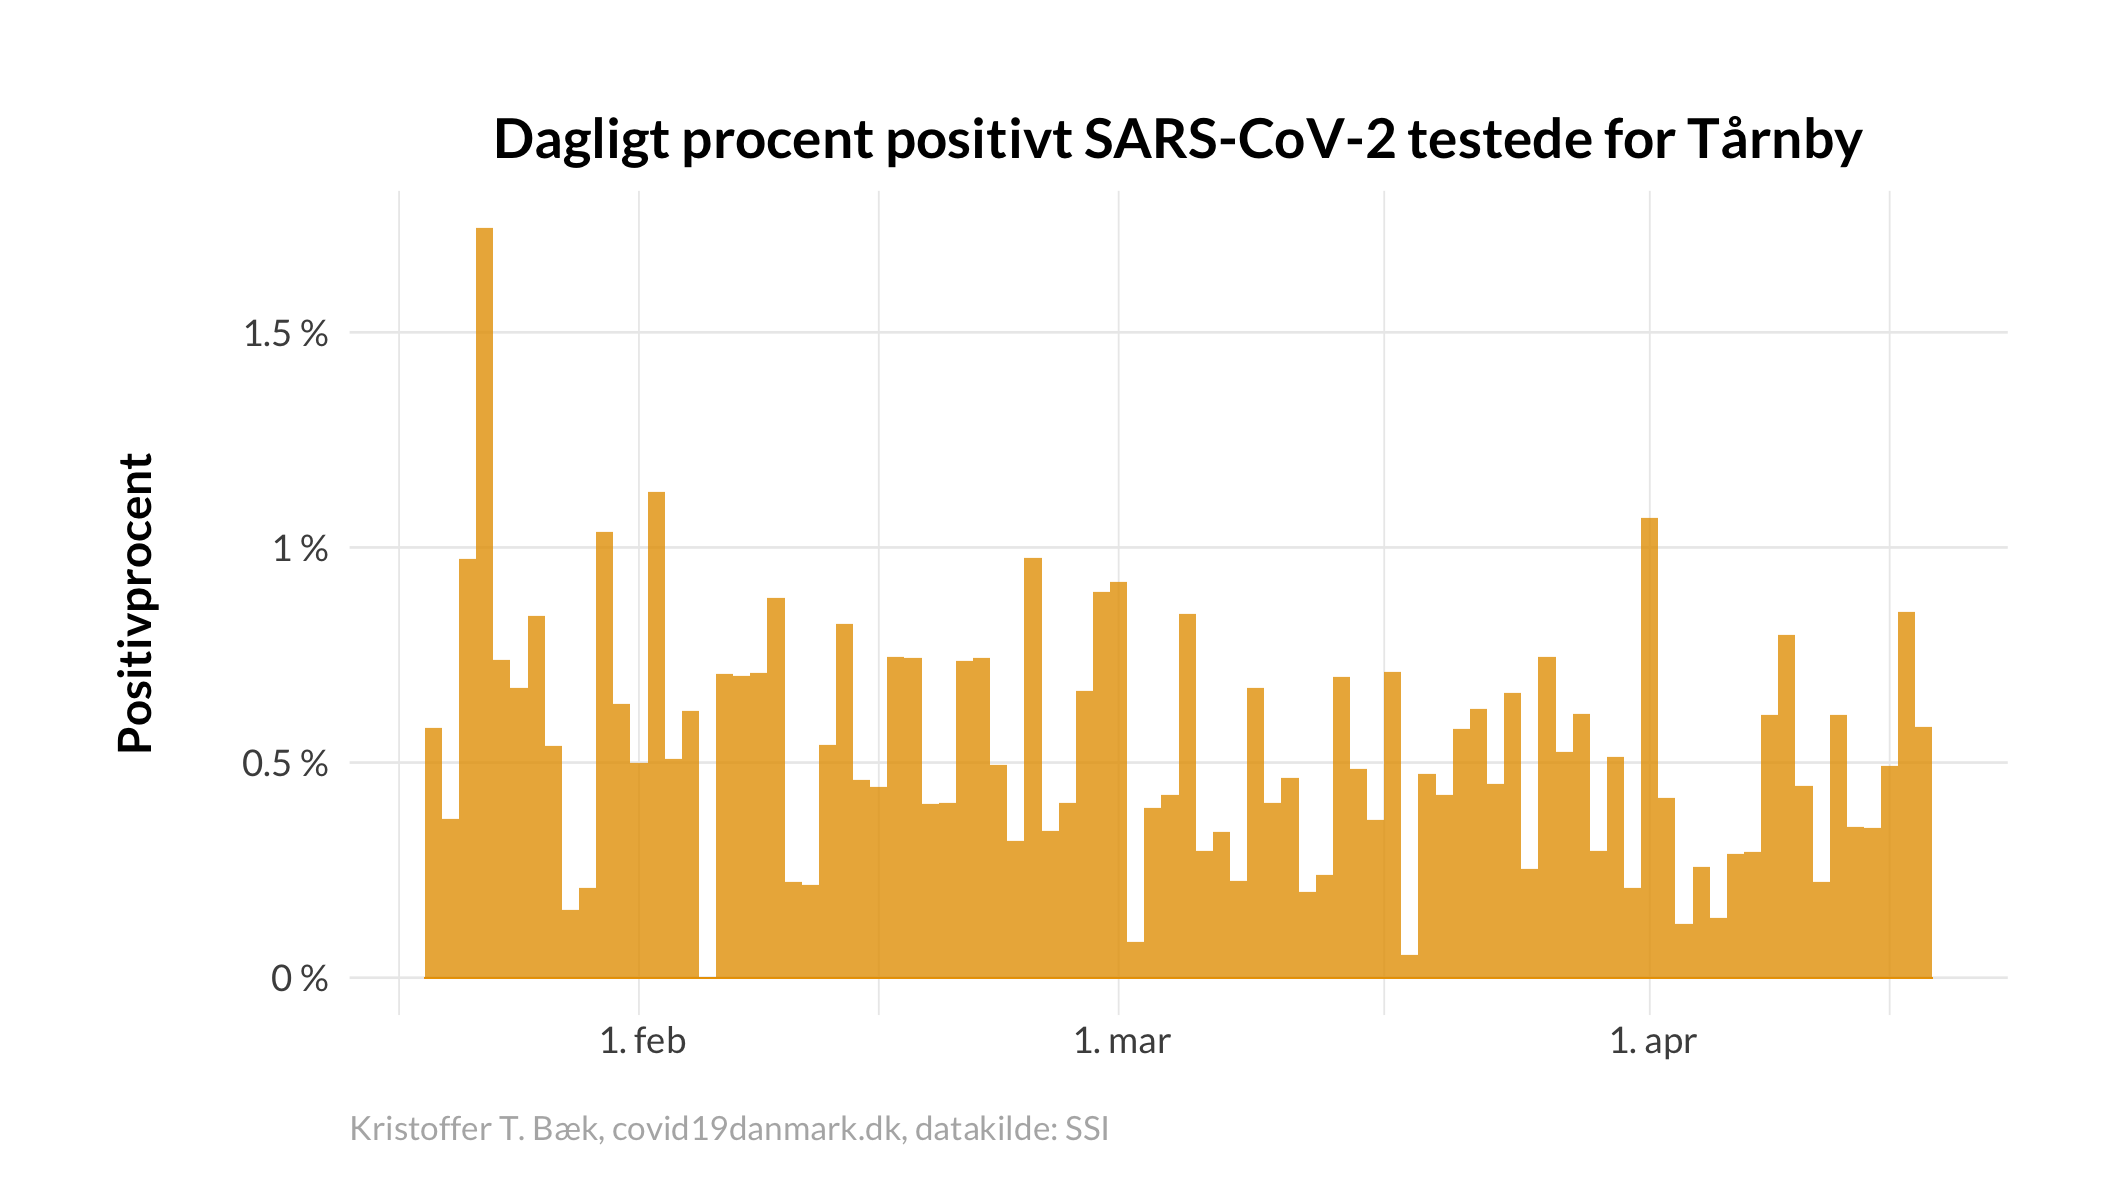 Dagligt procent positivt SARS-CoV-2 testede for Tårnby
Positivprocent
1.5 %
1 %
0.5 %
0 %
1. feb
1. mar
1. apr
Kristoffer T. Bæk, covid19danmark.dk, datakilde: SSI